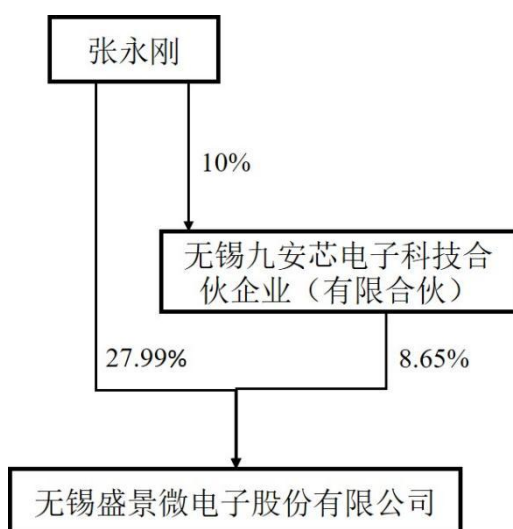 张永刚
10%
无锡九安芯电子科技合
伙企业（有限合伙）
27.99%
8.65%
无锡盛景微电子股份有限公司